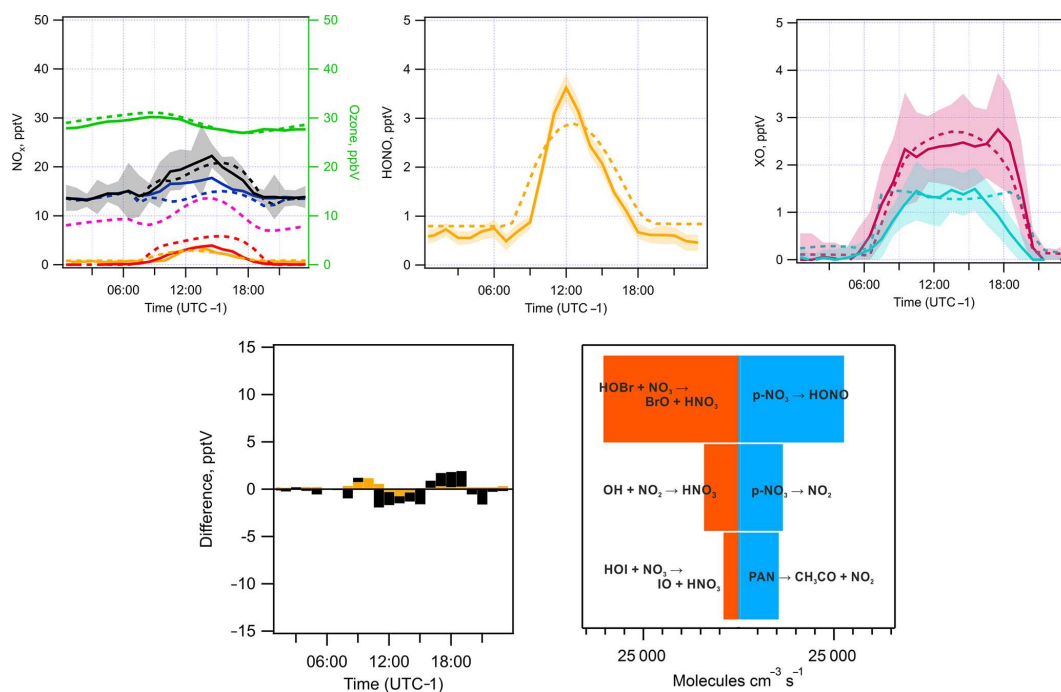 50
40
30
20
10
0
NOₓ, pptV
50
40
30
20
10
0
Ozone, ppbV
06:00 12:00 18:00
Time (UTC–1)
5
4
3
2
1
0
HONO, pptV
06:00 12:00 18:00
Time (UTC–1)
5
4
3
2
1
0
XO, pptV
06:00 12:00 18:00
Time (UTC–1)
15
10
5
0
-5
-10
-15
Difference, pptV
06:00 12:00 18:00
Time (UTC–1)
HOBr + NO₃ →
BrO + HNO₃
p-NO₃ → HONO
OH + NO₂ → HNO₃
p-NO₃ → NO₂
HOI + NO₃ →
IO + HNO₃
PAN → CH₃CO + NO₂
25 000 25 000
Molecules cm⁻³ s⁻¹